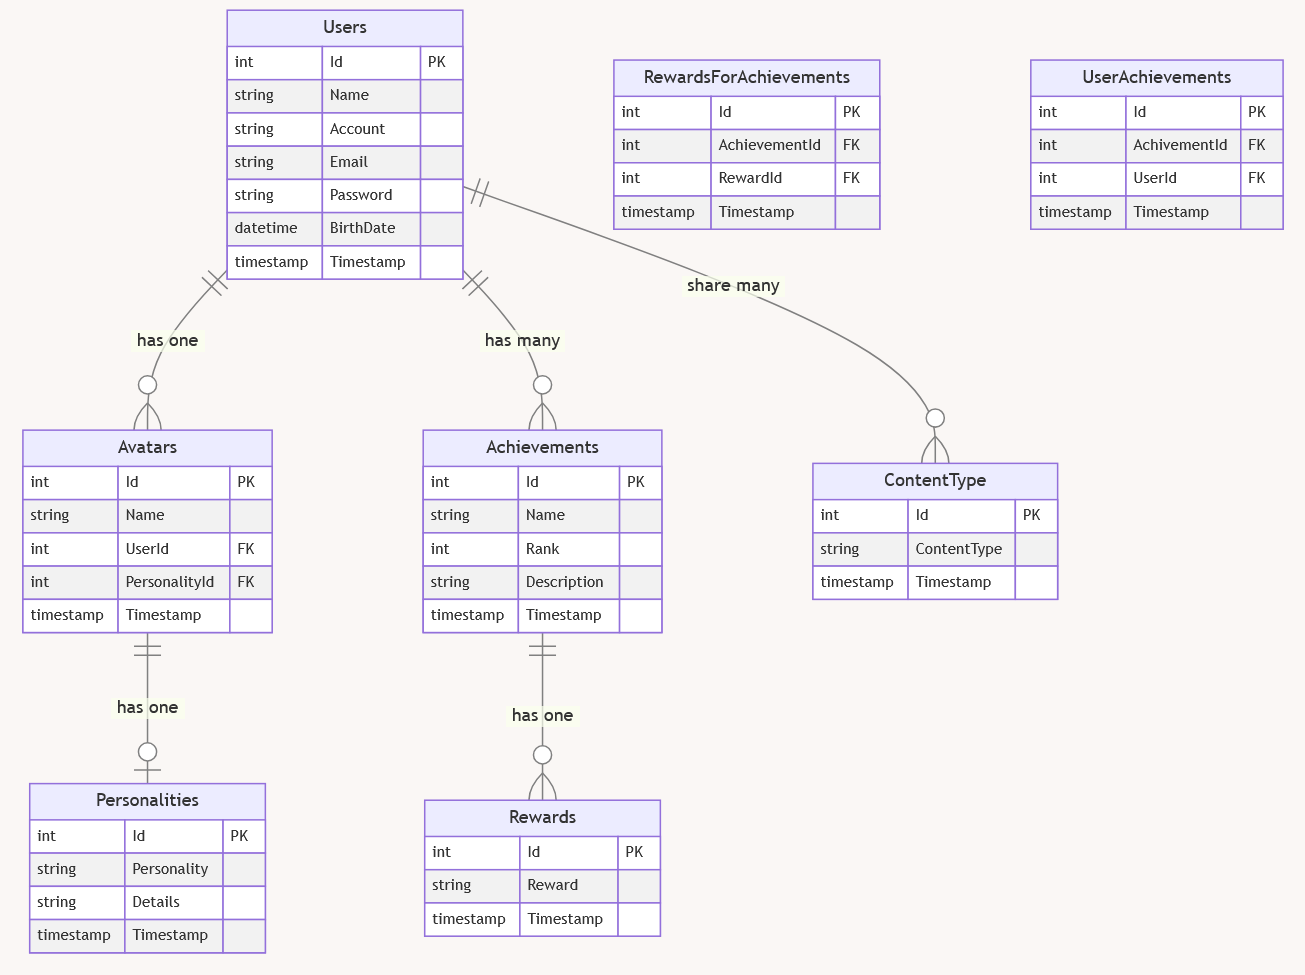 Users
int Id PK
string Name
string Account
string Email
string Password
datetime BirthDate
timestamp Timestamp
RewardsForAchievements
int Id PK
int AchievementId FK
int RewardId FK
timestamp Timestamp
UserAchievements
int Id PK
int AchivementId FK
int UserId FK
timestamp Timestamp
share many
has one
has many
Avatars
int Id PK
string Name
int UserId FK
int PersonalityId FK
timestamp Timestamp
Achievements
int Id PK
string Name
int Rank
string Description
timestamp Timestamp
ContentType
int Id PK
string ContentType
timestamp Timestamp
has one
has one
Personalities
int Id PK
string Personality
string Details
timestamp Timestamp
Rewards
int Id PK
string Reward
timestamp Timestamp